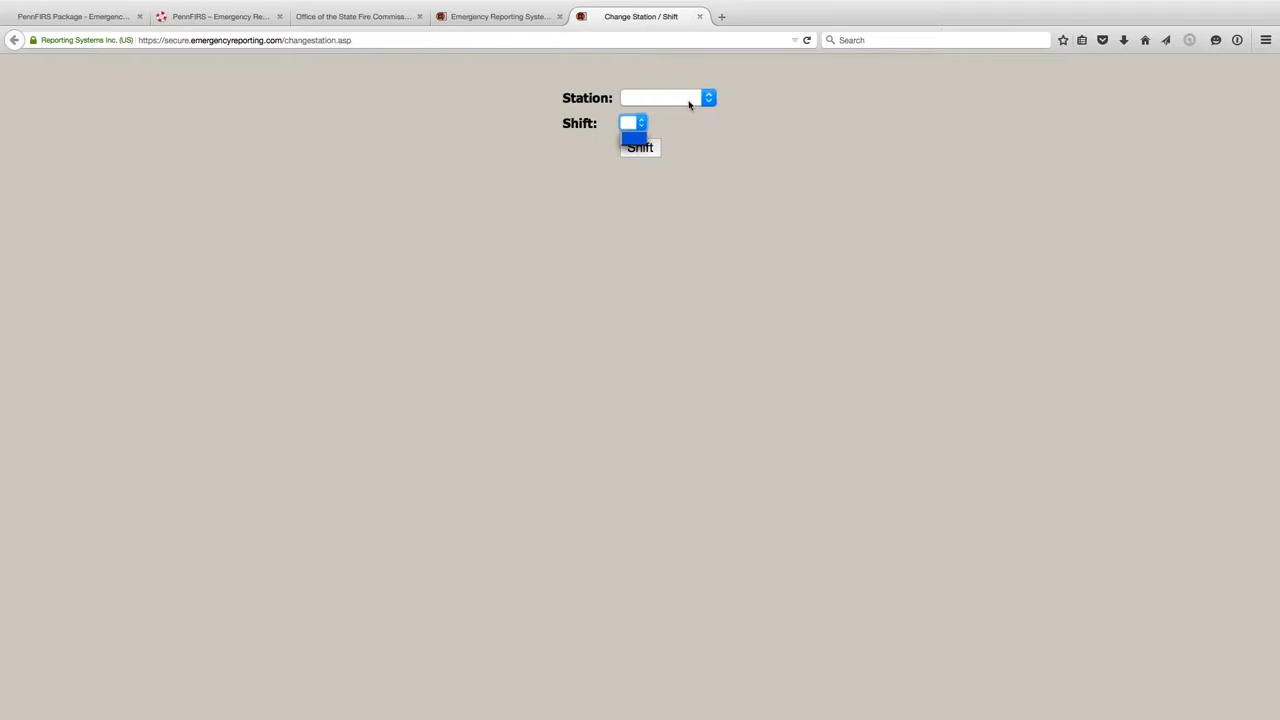 PennFIRS Package - Emergenc...
PennFIRS – Emergency Re...
Office of the State Fire Commiss...
Emergency Reporting Syste...
Change Station / Shift
Reporting Systems Inc. (US)
https://secure.emergencyreporting.com/changestation.asp
Search
Station:
Shift:
Shift